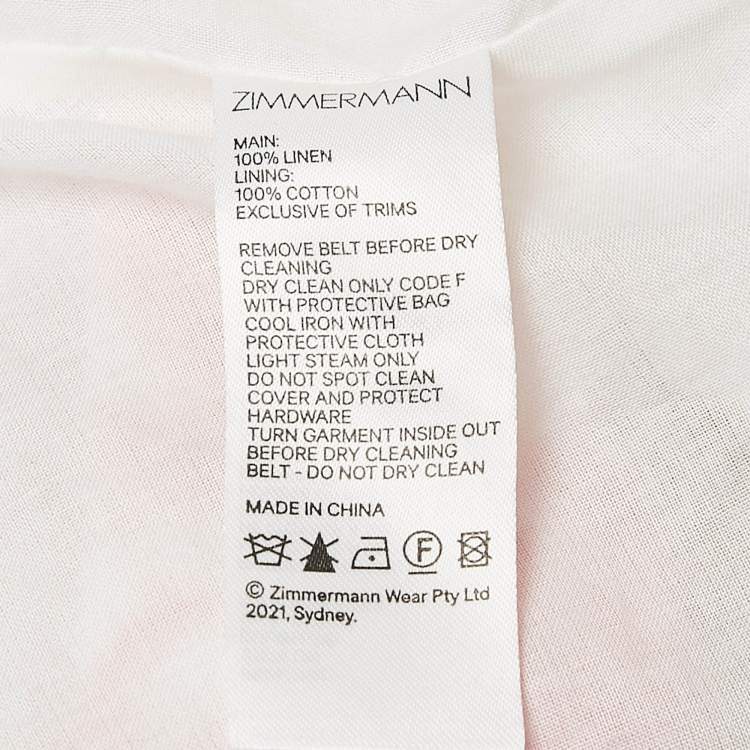 ZIMMERMANN
MAIN:
100% LINEN
LINING:
100% COTTON
EXCLUSIVE OF TRIMS
REMOVE BELT BEFORE DRY
CLEANING
DRY CLEAN ONLY CODE F
WITH PROTECTIVE BAG
COOL IRON WITH
PROTECTIVE CLOTH
LIGHT STEAM ONLY
DO NOT SPOT CLEAN
COVER AND PROTECT
HARDWARE
TURN GARMENT INSIDE OUT
BEFORE DRY CLEANING
BELT - DO NOT DRY CLEAN
MADE IN CHINA
F
© Zimmermann Wear Pty Ltd
2021, Sydney.